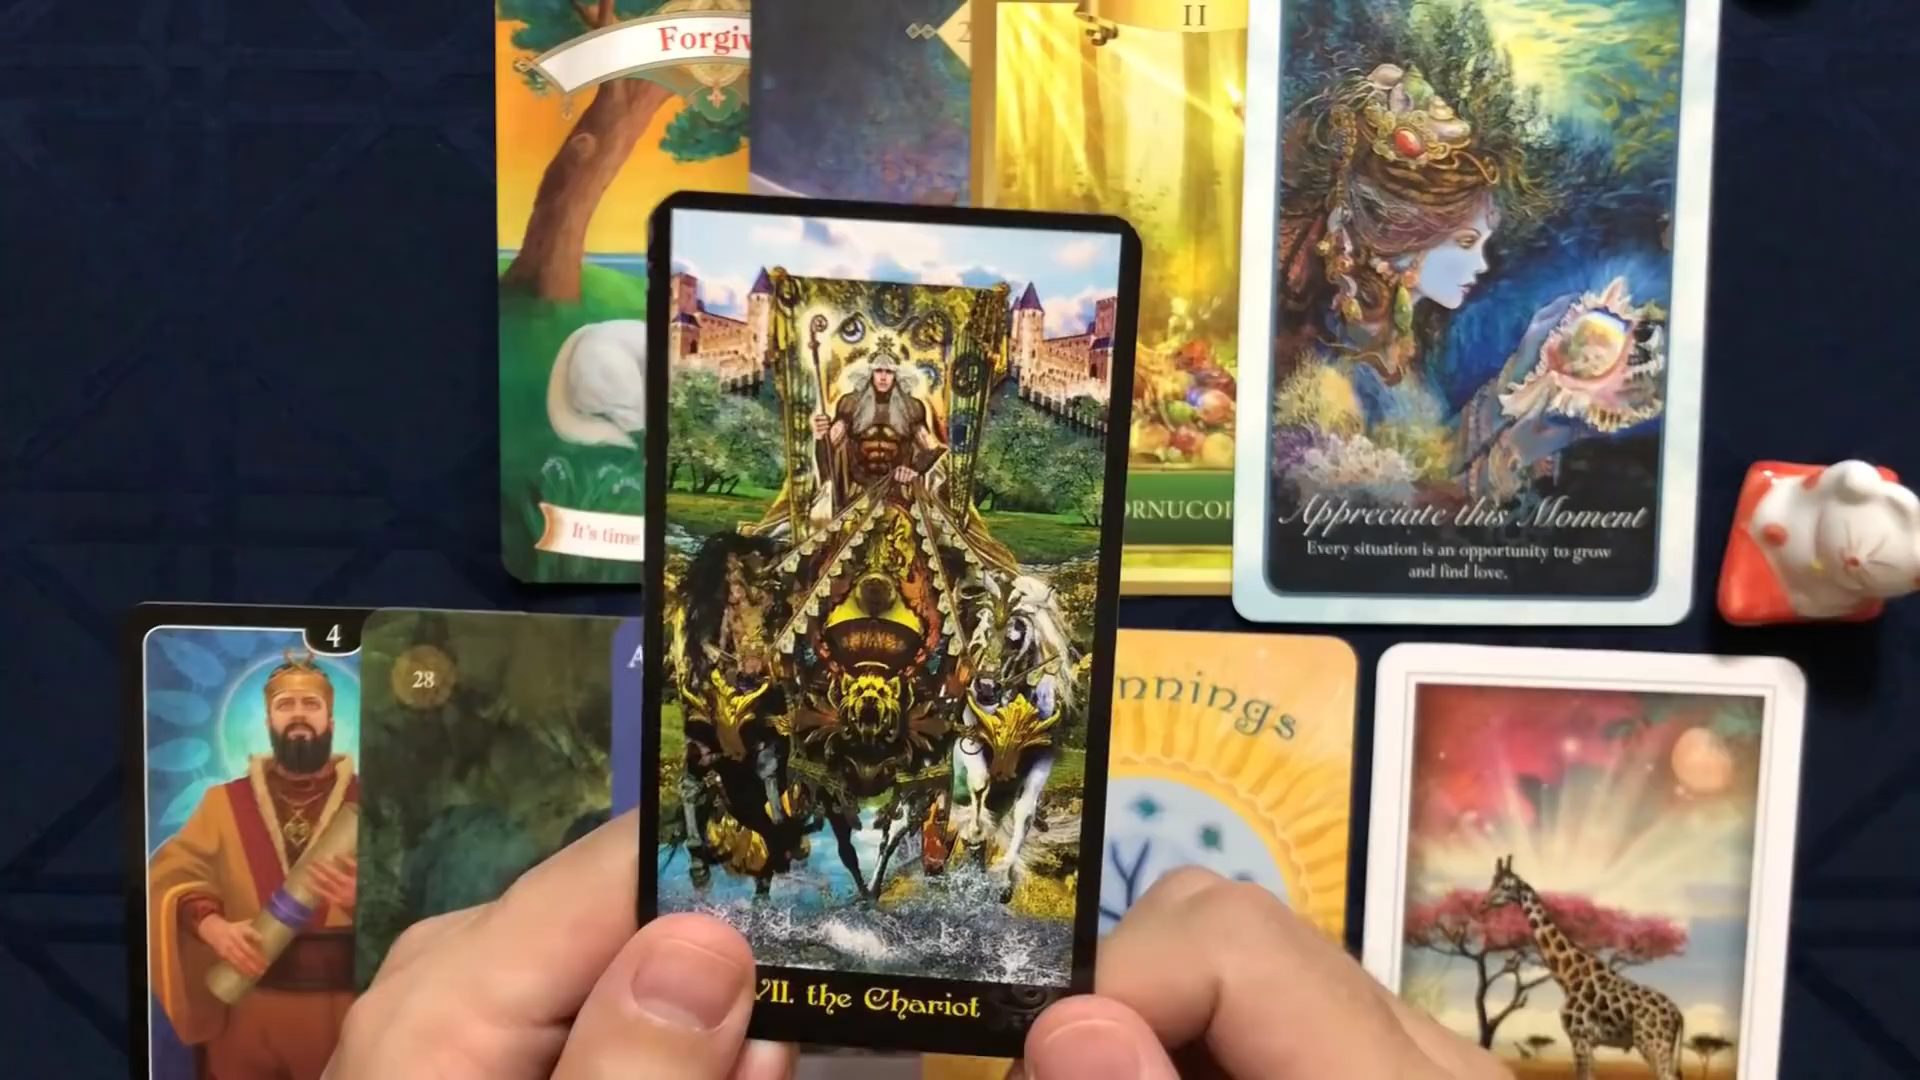 Forgiv
2
II
It's time
ORNUCOP
Appreciate this Moment
Every situation is an opportunity to grow
and find love.
4
28
A
nnings
VII. the Chariot